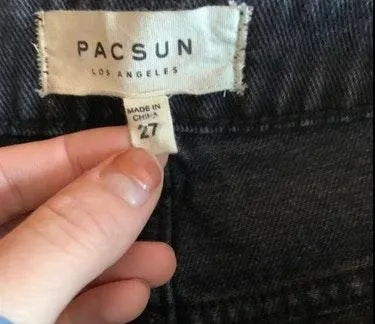 PACSUN
LOS ANGELES
MADE IN
CHINA
27